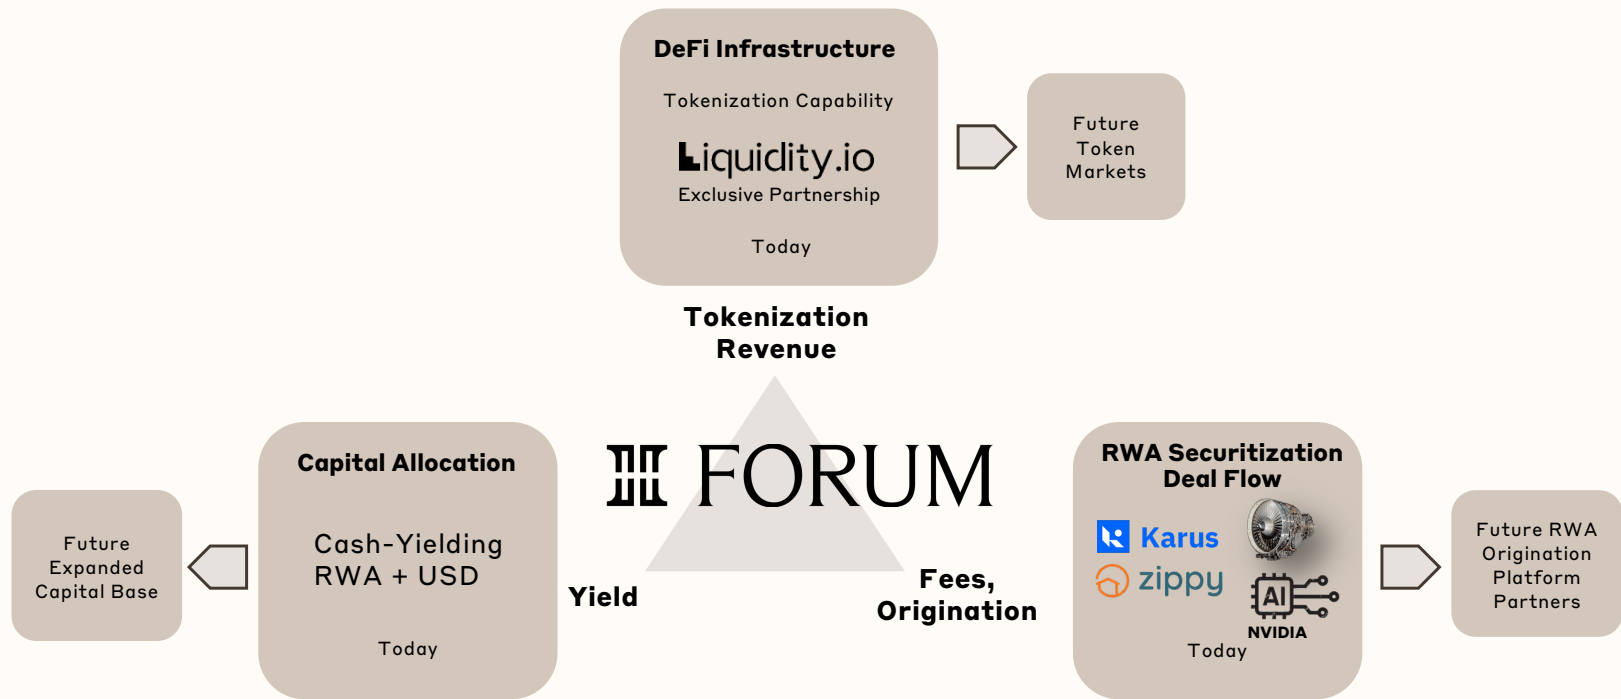 DeFi Infrastructure
Tokenization Capability
Liquidity.io
Exclusive Partnership
Today
Future
Token
Markets
Tokenization
Revenue
FORUM
Capital Allocation
Cash-Yielding
RWA + USD
Today
Future
Expanded
Capital Base
Yield
Fees,
Origination
RWA Securitization
Deal Flow
Karus
zippy
AI
NVIDIA
Today
Future RWA
Origination
Platform
Partners